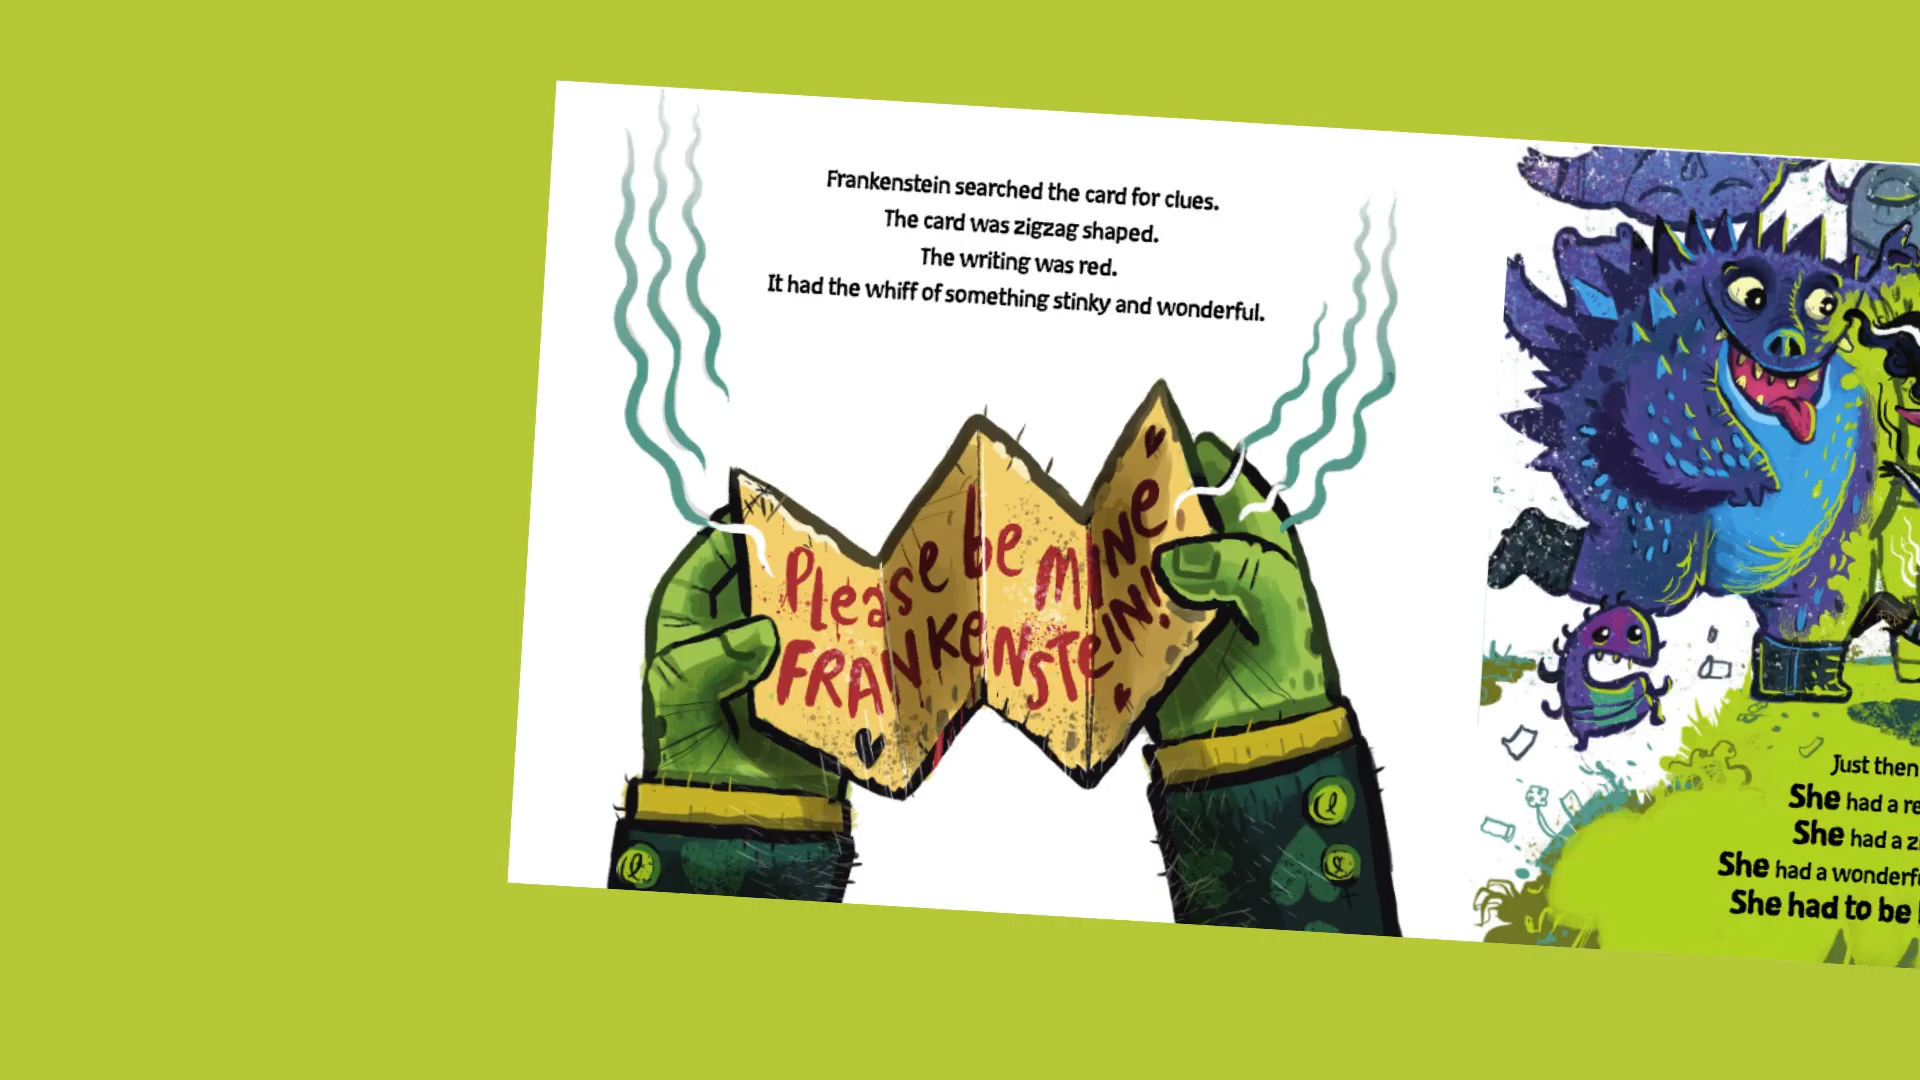 Frankenstein searched the card for clues.
The card was zigzag shaped.
The writing was red.
It had the whiff of something stinky and wonderful.
Please be MINE
FRANKENSTEIN!
Just then
She had a re
She had a z
She had a wonderfu
She had to be